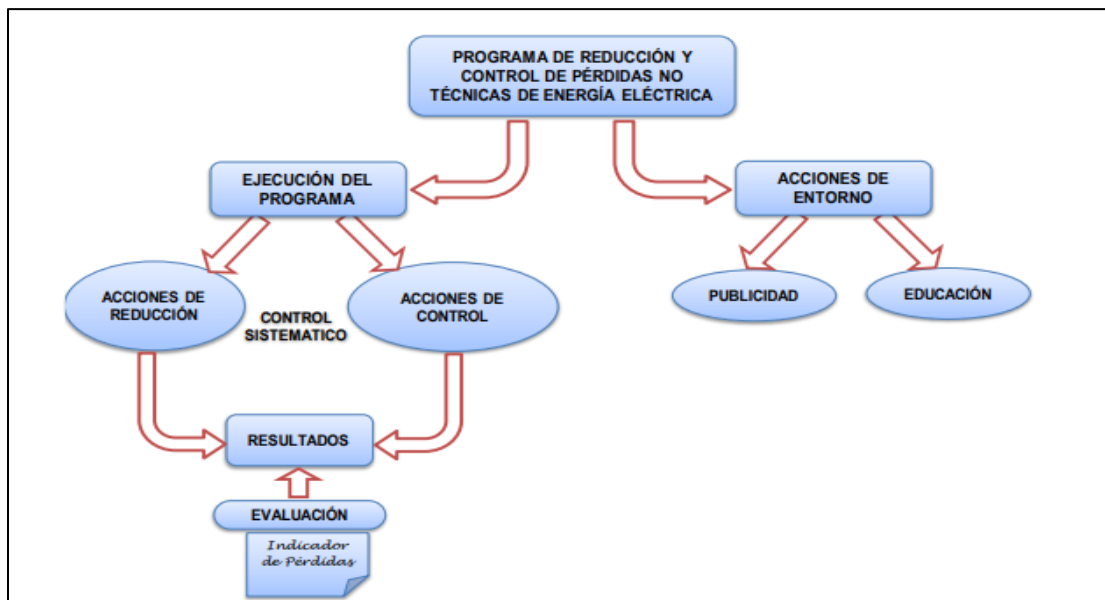 PROGRAMA DE REDUCCIÓN Y
CONTROL DE PÉRDIDAS NO
TÉCNICAS DE ENERGÍA ELÉCTRICA
EJECUCIÓN DEL
PROGRAMA
ACCIONES DE
ENTORNO
ACCIONES DE
REDUCCIÓN
CONTROL
SISTEMATICO
ACCIONES DE
CONTROL
PUBLICIDAD
EDUCACIÓN
RESULTADOS
EVALUACIÓN
Indicador
de Pérdidas